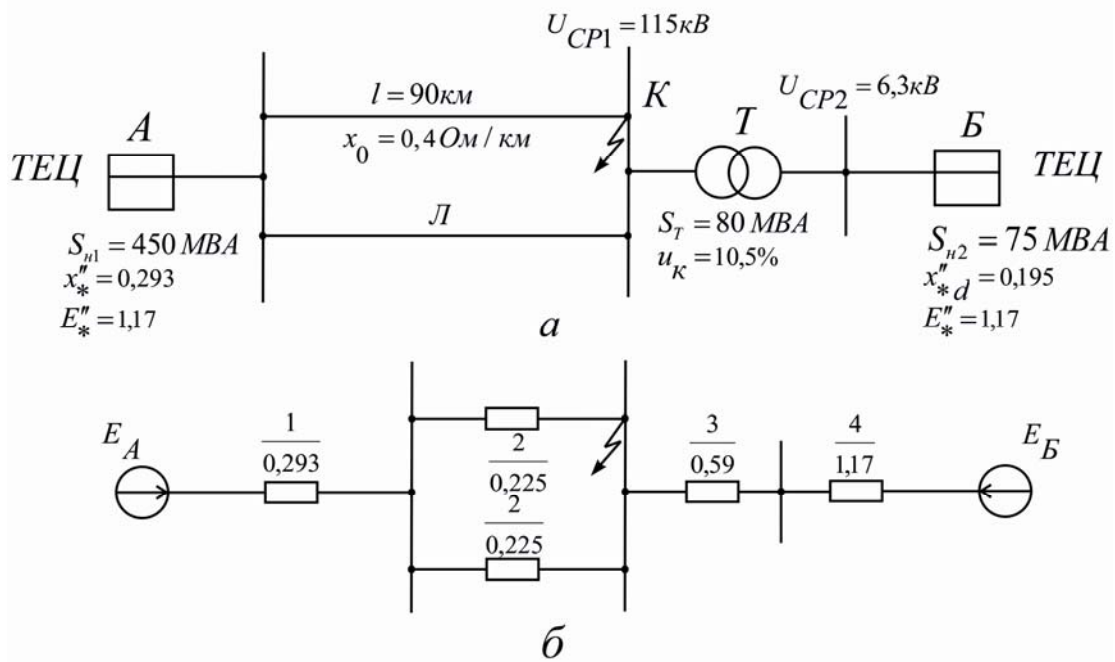 U_CP1 = 115кВ
l = 90км
x_0 = 0,4 Ом / км
К
U_CP2 = 6,3кВ
А
Т
Б
ТЕЦ
ТЕЦ
Л
S_н1 = 450 МВА
x″_* = 0,293
E″_* = 1,17
S_Т = 80 МВА
u_к = 10,5%
S_н2 = 75 МВА
x″_*d = 0,195
E″_* = 1,17
а
E_А
1
0,293
2
0,225
2
0,225
3
0,59
4
1,17
E_Б
б